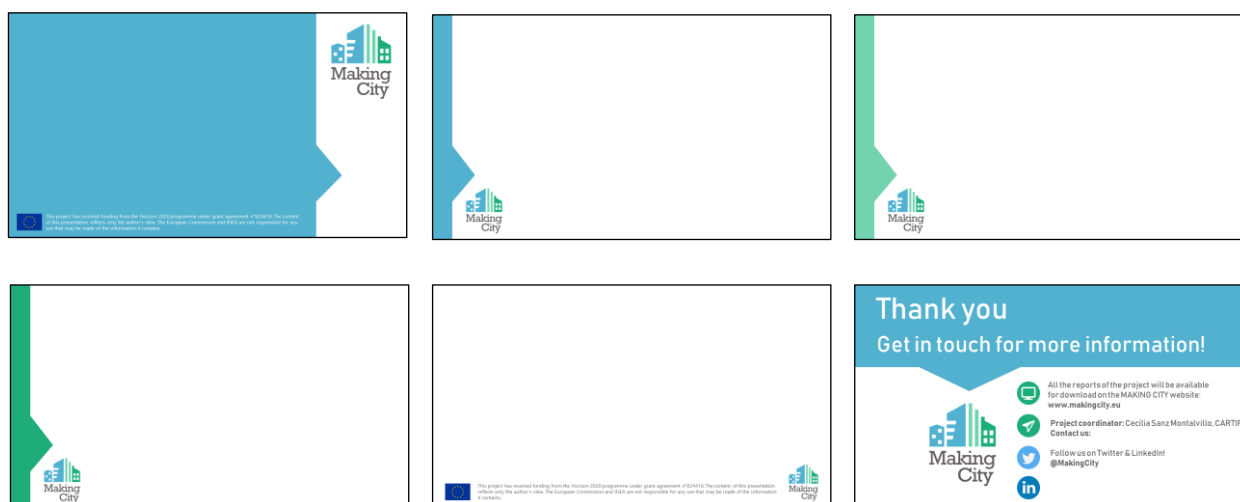 Making
City
This project has received funding from the Horizon 2020 programme under grant agreement n°824418. The content
of this presentation reflects only the author's view. The European Commission and INEA are not responsible for any
use that may be made of the information it contains.
Making
City
Making
City
Making
City
This project has received funding from the Horizon 2020 programme under grant agreement n°824418. The content of this presentation
reflects only the author's view. The European Commission and INEA are not responsible for any use that may be made of the information
it contains.
Making
City
Thank you
Get in touch for more information!
All the reports of the project will be available
for download on the MAKING CITY website:
www.makingcity.eu
Project coordinator: Cecilia Sanz Montalvillo, CARTIF
Contact us:
Follow us on Twitter & LinkedIn!
@MakingCity
in
Making
City